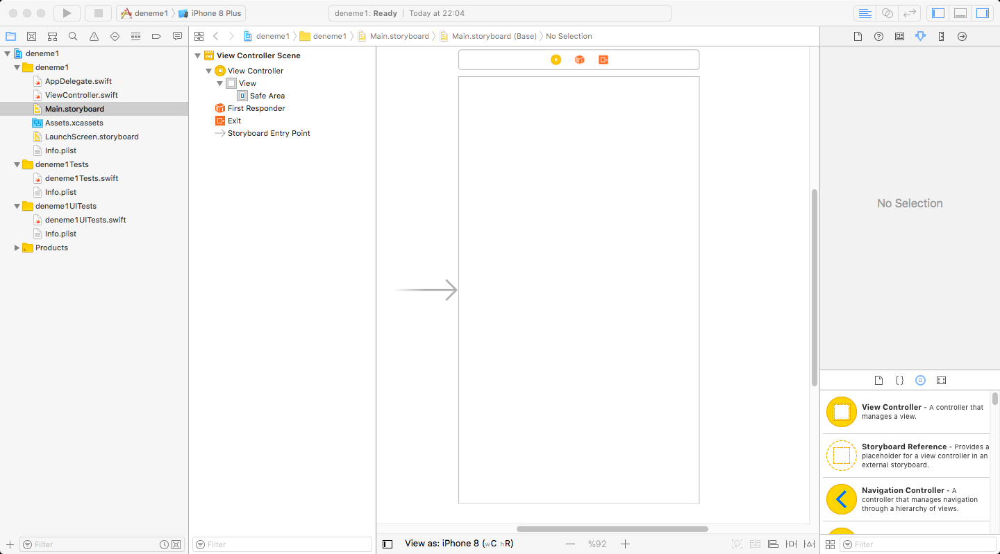 deneme1 iPhone 8 Plus
deneme1: Ready | Today at 22:04
deneme1 deneme1 Main.storyboard Main.storyboard (Base) No Selection
deneme1
deneme1
AppDelegate.swift
ViewController.swift
Main.storyboard
Assets.xcassets
LaunchScreen.storyboard
Info.plist
deneme1Tests
deneme1Tests.swift
Info.plist
deneme1UITests
deneme1UITests.swift
Info.plist
Products
Filter
View Controller Scene
View Controller
View
Safe Area
First Responder
Exit
Storyboard Entry Point
Filter
View as: iPhone 8 (wC hR)
%92
No Selection
View Controller - A controller that
manages a view.
Storyboard Reference - Provides a
placeholder for a view controller in an
external storyboard.
Navigation Controller - A
controller that manages navigation
through a hierarchy of views.
Filter